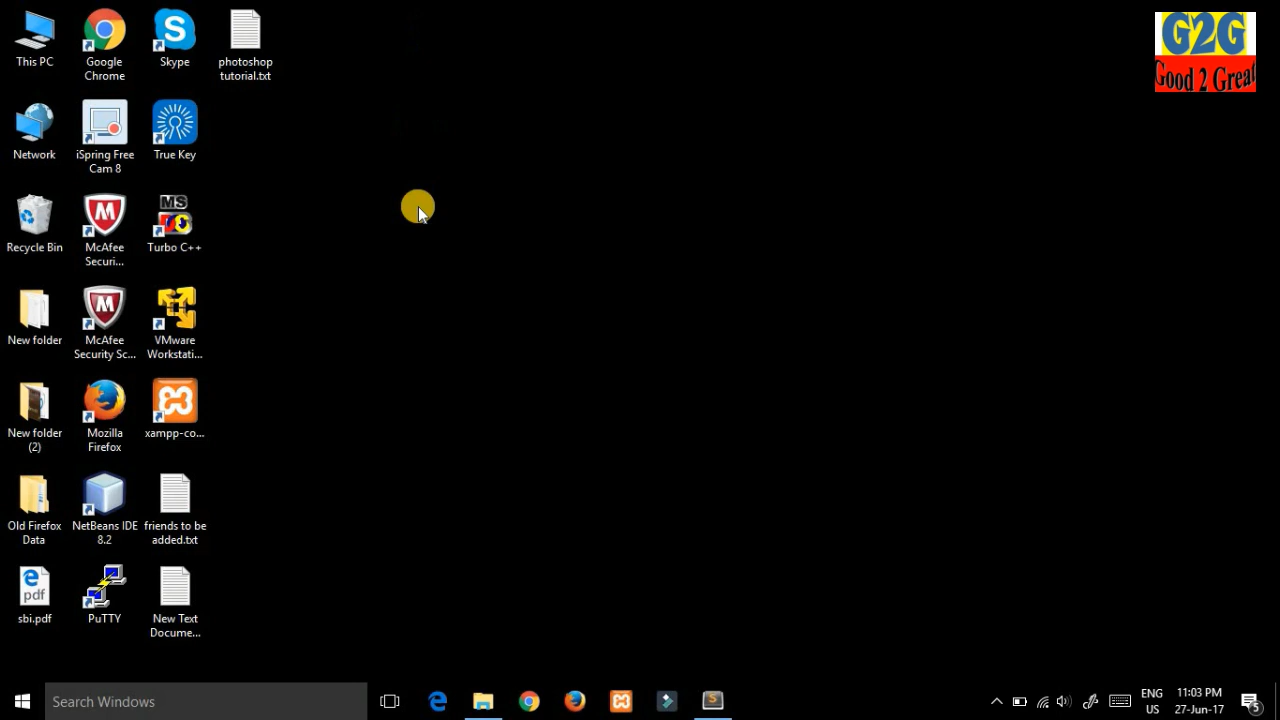 This PC
Google
Chrome
Skype
photoshop
tutorial.txt
G2G
Good 2 Great
Network
iSpring Free
Cam 8
True Key
Recycle Bin
McAfee
Securi...
MS
Turbo C++
New folder
McAfee
Security Sc...
VMware
Workstati...
New folder
(2)
Mozilla
Firefox
xampp-co...
Old Firefox
Data
NetBeans IDE
8.2
friends to be
added.txt
pdf
sbi.pdf
PuTTY
New Text
Docume...
Search Windows
ENG
US
11:03 PM
27-Jun-17
5